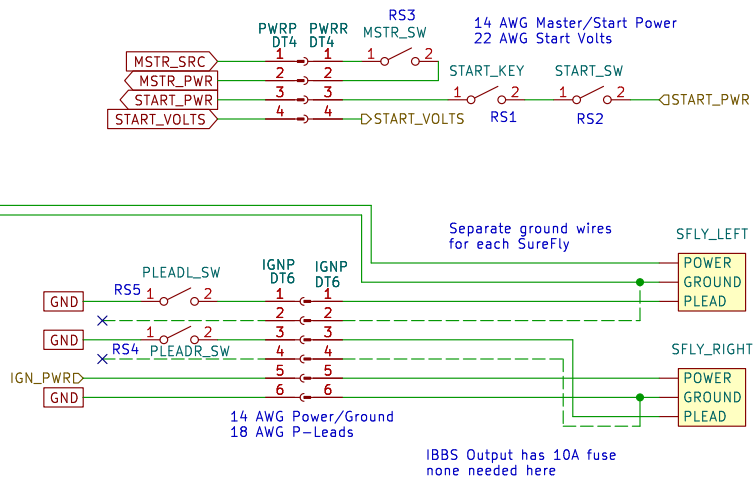 RS3
PWRP PWRR
DT4 DT4
MSTR_SW
14 AWG Master/Start Power
22 AWG Start Volts
MSTR_SRC 1 1 1 2
MSTR_PWR 2 2
START_KEY START_SW
START_PWR 3 3 1 2 1 2 START_PWR
RS1 RS2
START_VOLTS 4 4 START_VOLTS
Separate ground wires
for each SureFly
SFLY_LEFT
POWER
GROUND
PLEAD
PLEADL_SW
IGNP IGNP
DT6 DT6
RS5
GND 1 2 1 1
2 2
GND 1 2 3 3
RS4 PLEADR_SW
4 4
IGN_PWR 5 5
GND 6 6
SFLY_RIGHT
POWER
GROUND
PLEAD
14 AWG Power/Ground
18 AWG P-Leads
IBBS Output has 10A fuse
none needed here